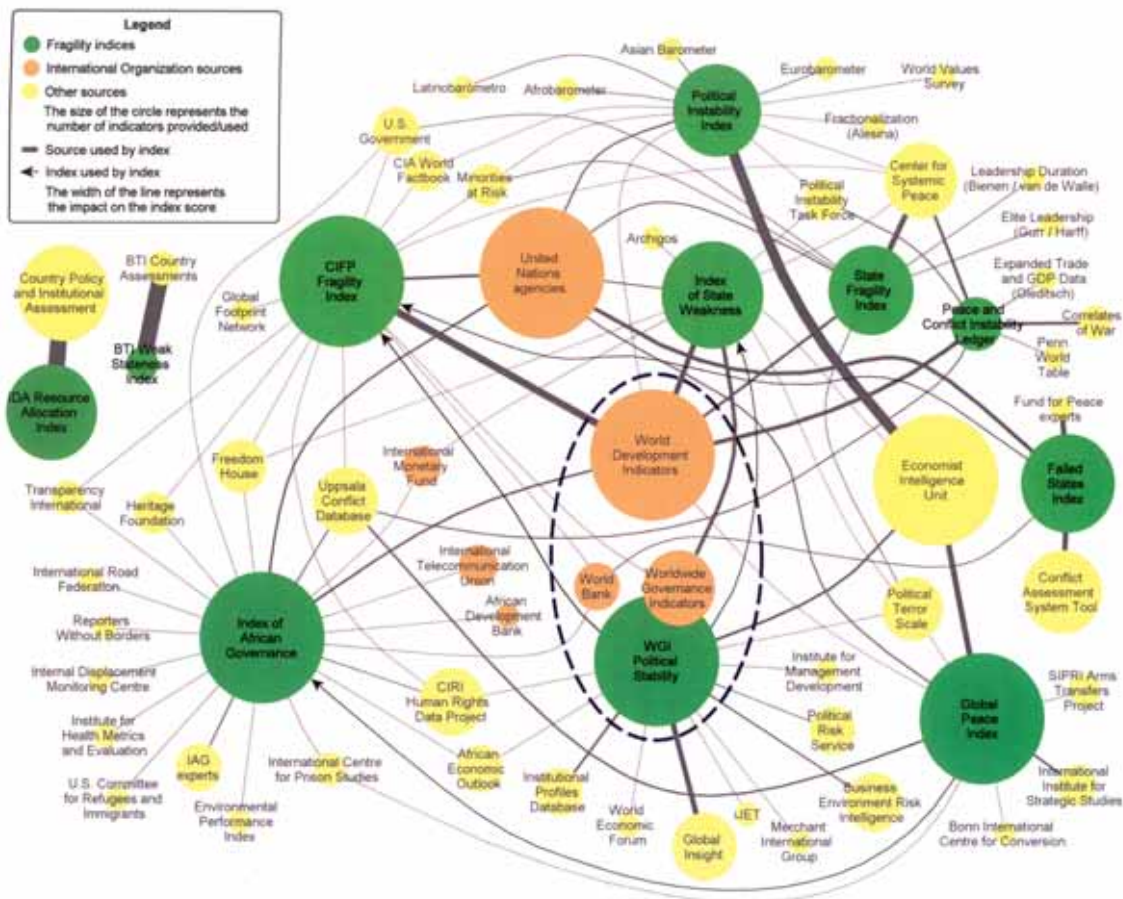 Legend
Fragility indices
International Organization sources
Other sources
The size of the circle represents the
number of indicators provided/used
Source used by index
Index used by index
The width of the line represents
the impact on the index score
Asian Barometer
Eurobarometer
World Values
Survey
Latinobarómetro
Afrobarometer
Political
Instability
Index
U.S.
Government
Fractionalization
(Alesina)
CIA World
Factbook
Minorities
at Risk
Center for
Systemic
Peace
Leadership Duration
(Bienen / van de Walle)
Political
Instability
Task Force
Elite Leadership
(Gurr / Harff)
Archigos
BTI Country
Assessments
Country Policy
and Institutional
Assessment
CIFP
Fragility
Index
United
Nations
agencies
Index
of State
Weakness
State
Fragility
Index
Expanded Trade
and GDP Data
(Gleditsch)
Global
Footprint
Network
Peace and
Conflict Instability
Ledger
Correlates
of War
BTI Weak
Stateness
Index
Penn
World
Table
IDA Resource
Allocation
Index
Fund for Peace
experts
World
Development
Indicators
Economist
Intelligence
Unit
Failed
States
Index
Freedom
House
International
Monetary
Fund
Transparency
International
Uppsala
Conflict
Database
Heritage
Foundation
International
Telecommunication
Union
World
Bank
Worldwide
Governance
Indicators
Conflict
Assessment
System Tool
International Road
Federation
African
Development
Bank
Political
Terror
Scale
Reporters
Without Borders
Index of
African
Governance
WGI
Political
Stability
Internal Displacement
Monitoring Centre
Institute for
Management
Development
SIPRI Arms
Transfers
Project
CIRI
Human Rights
Data Project
Global
Peace
Index
Institute for
Health Metrics
and Evaluation
Political
Risk
Service
IAG
experts
International Centre
for Prison Studies
African
Economic
Outlook
Institutional
Profiles
Database
Business
Environment Risk
Intelligence
International
Institute for
Strategic Studies
U.S. Committee
for Refugees and
Immigrants
Environmental
Performance
Index
World
Economic
Forum
Global
Insight
iJET
Merchant
International
Group
Bonn International
Centre for Conversion